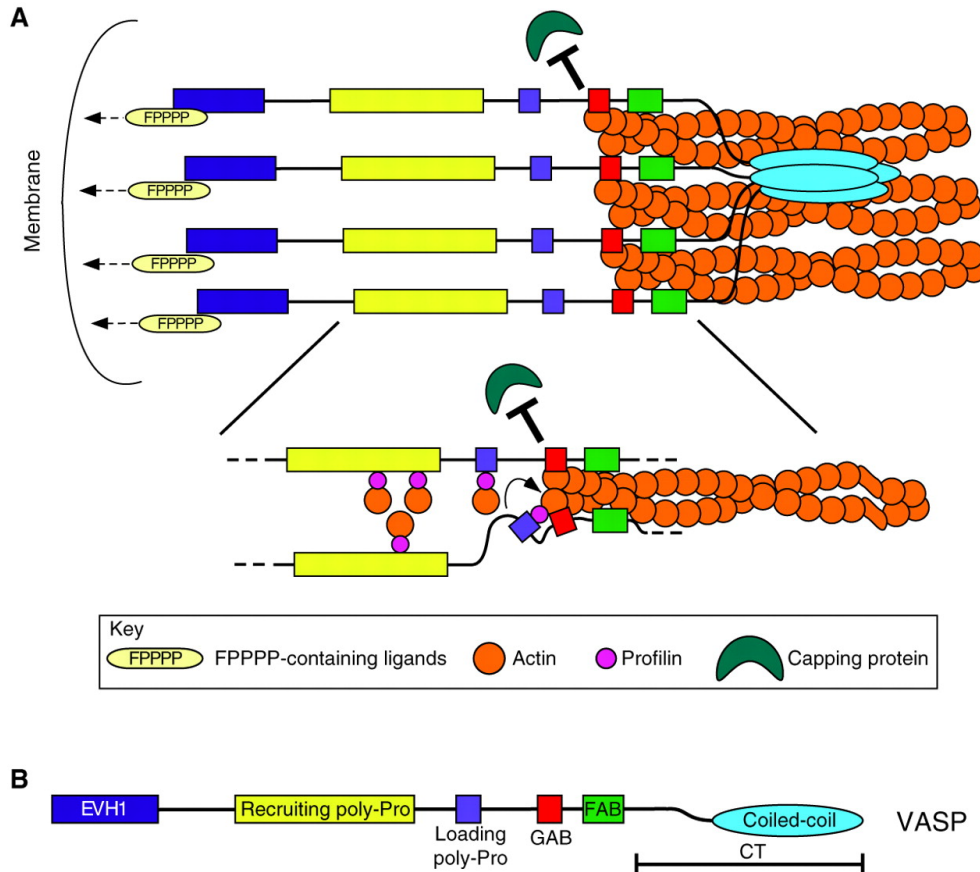 A
FPPPP
FPPPP
FPPPP
FPPPP
Membrane
Key
FPPPP FPPPP-containing ligands Actin Profilin Capping protein
B
EVH1 Recruiting poly-Pro FAB Coiled-coil VASP
Loading GAB CT
poly-Pro